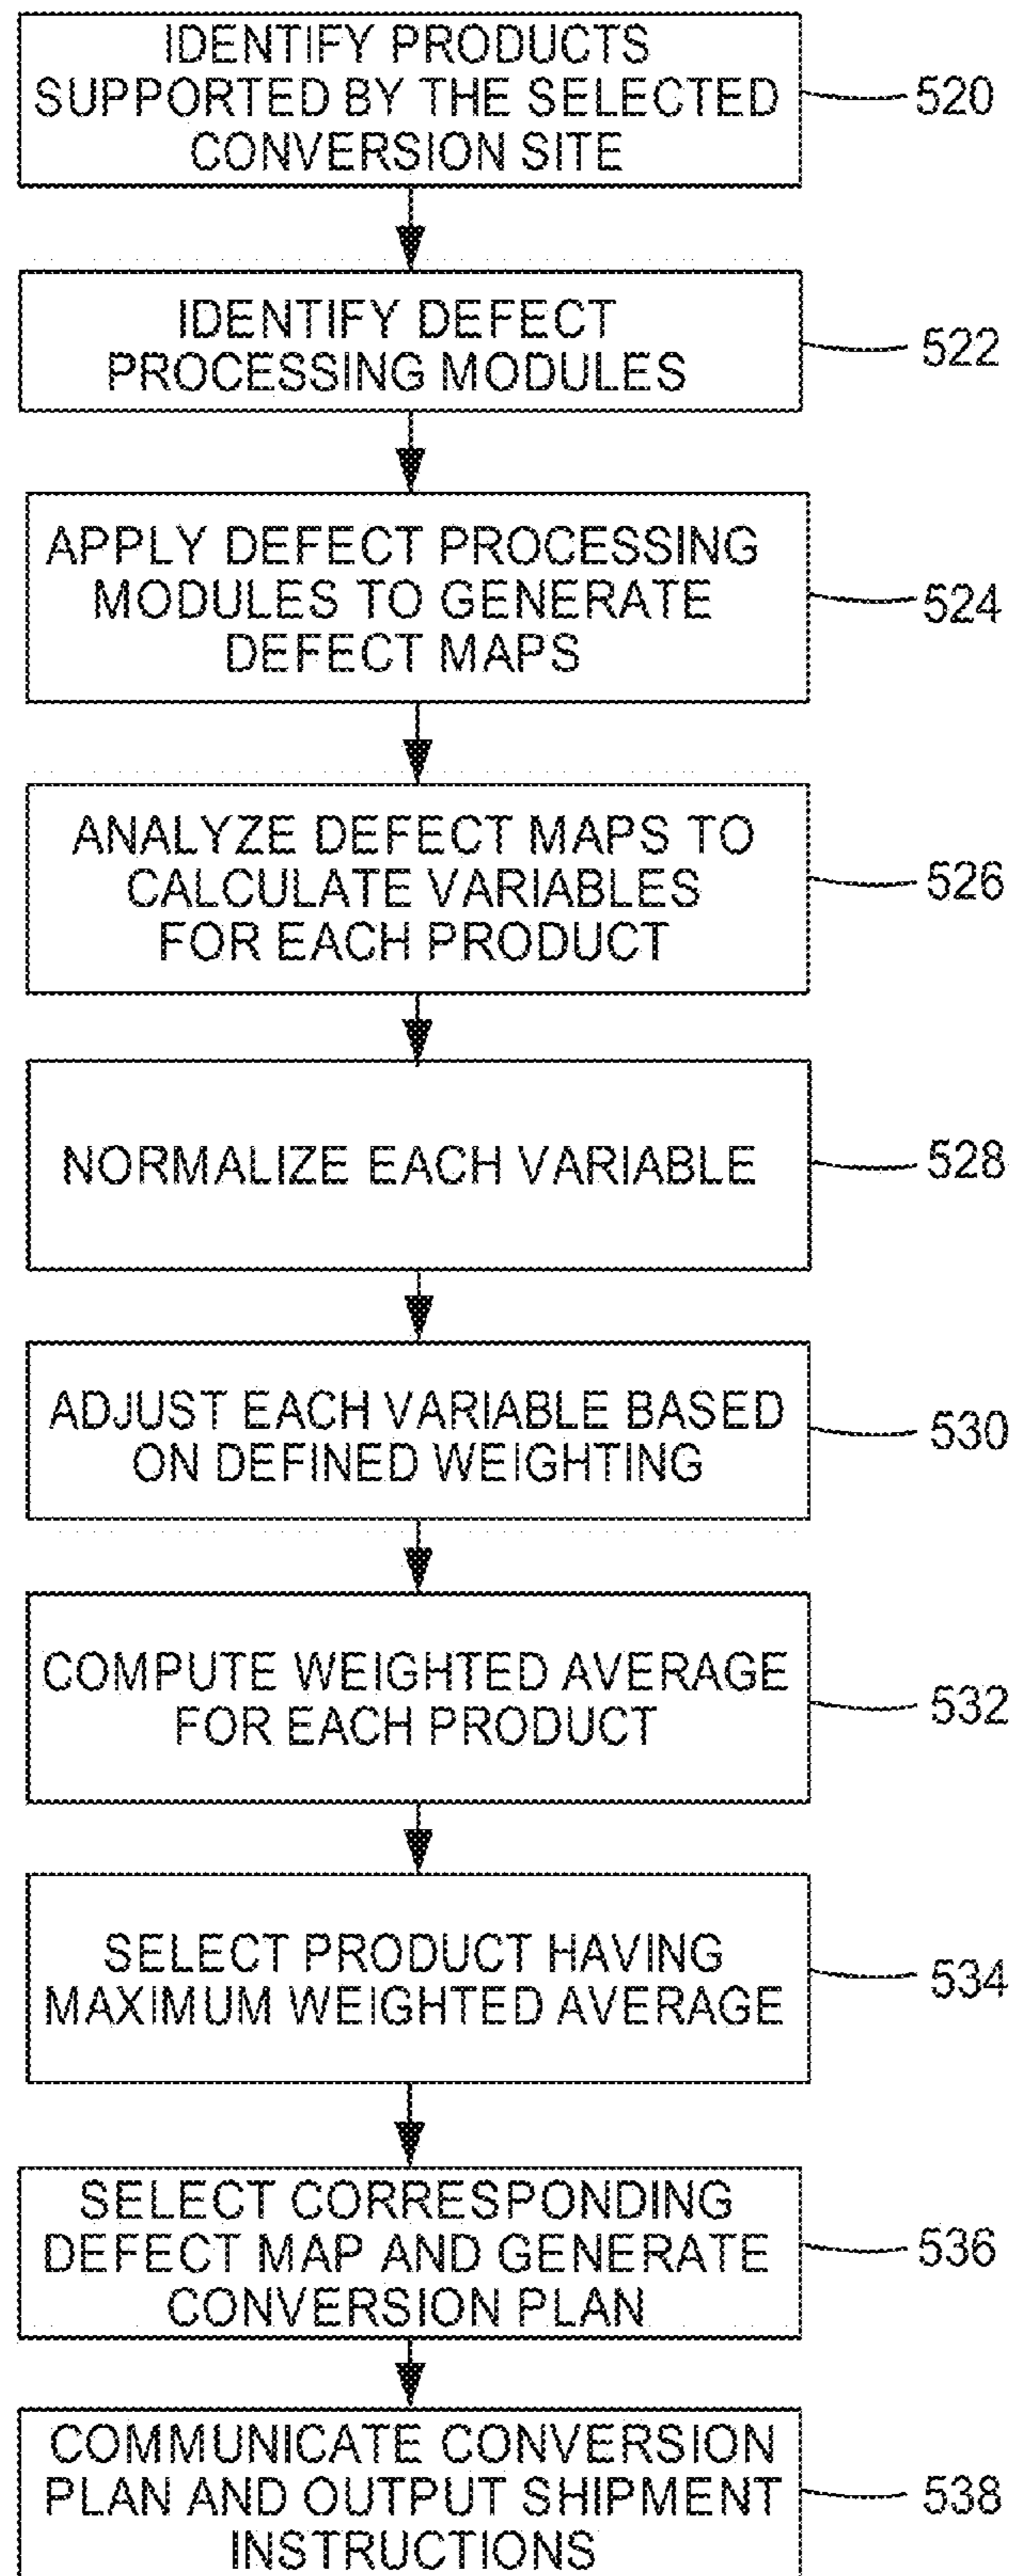 IDENTIFY PRODUCTS
SUPPORTED BY THE SELECTED
CONVERSION SITE
520
IDENTIFY DEFECT
PROCESSING MODULES
522
APPLY DEFECT PROCESSING
MODULES TO GENERATE
DEFECT MAPS
524
ANALYZE DEFECT MAPS TO
CALCULATE VARIABLES
FOR EACH PRODUCT
526
NORMALIZE EACH VARIABLE
528
ADJUST EACH VARIABLE BASED
ON DEFINED WEIGHTING
530
COMPUTE WEIGHTED AVERAGE
FOR EACH PRODUCT
532
SELECT PRODUCT HAVING
MAXIMUM WEIGHTED AVERAGE
534
SELECT CORRESPONDING
DEFECT MAP AND GENERATE
CONVERSION PLAN
536
COMMUNICATE CONVERSION
PLAN AND OUTPUT SHIPMENT
INSTRUCTIONS
538